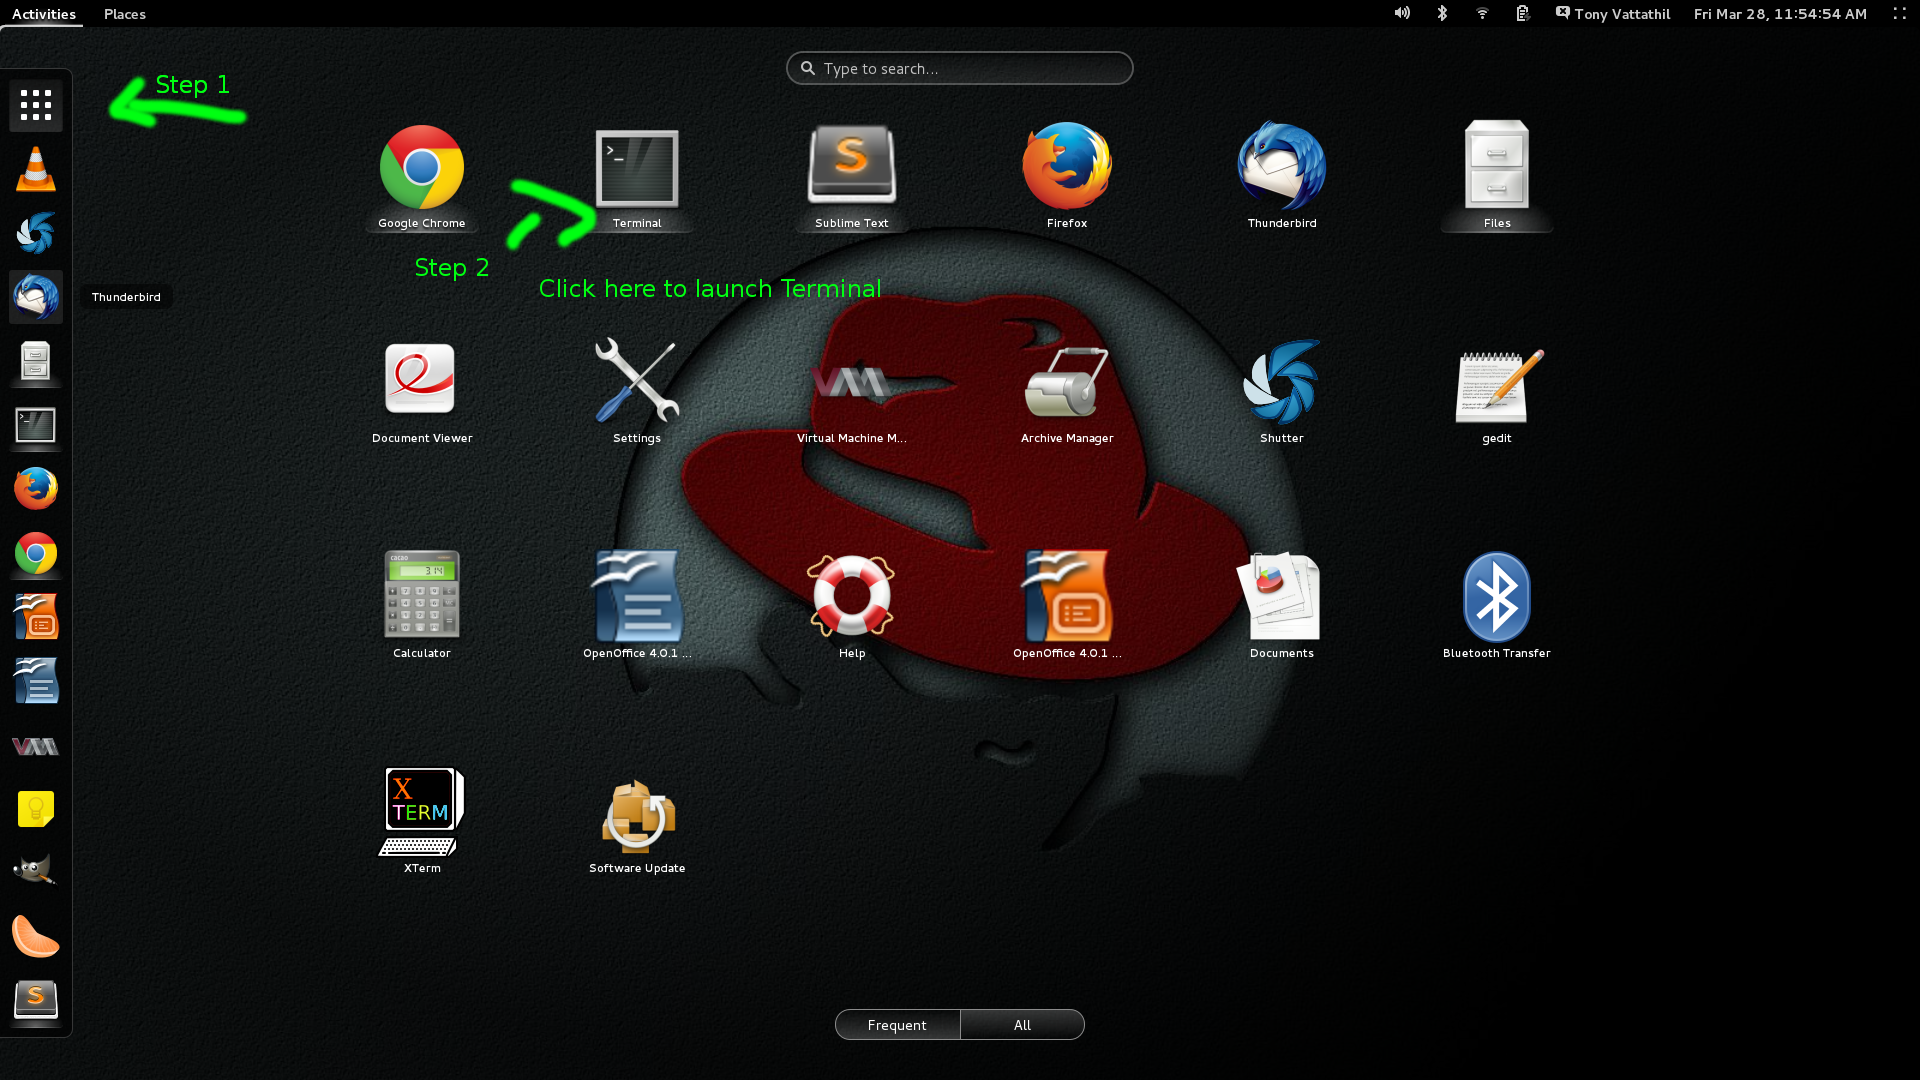 Activities Places Tony Vattathil Fri Mar 28, 11:54:54 AM
Type to search...
Step 1
Google Chrome Terminal Sublime Text Firefox Thunderbird Files
Step 2
Click here to launch Terminal
Thunderbird
Document Viewer Settings Virtual Machine M... Archive Manager Shutter gedit
Calculator OpenOffice 4.0.1 ... Help OpenOffice 4.0.1 ... Documents Bluetooth Transfer
X
TERM
XTerm Software Update
Frequent All